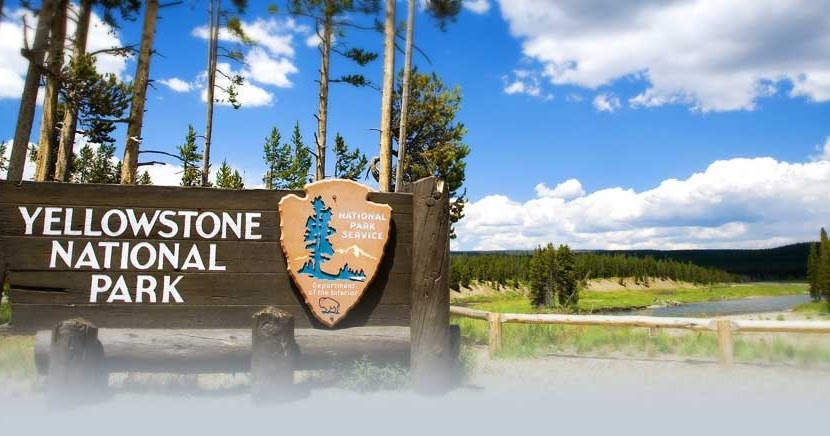 YELLOWSTONE
NATIONAL
PARK
NATIONAL
PARK
SERVICE
Department
of the Interior